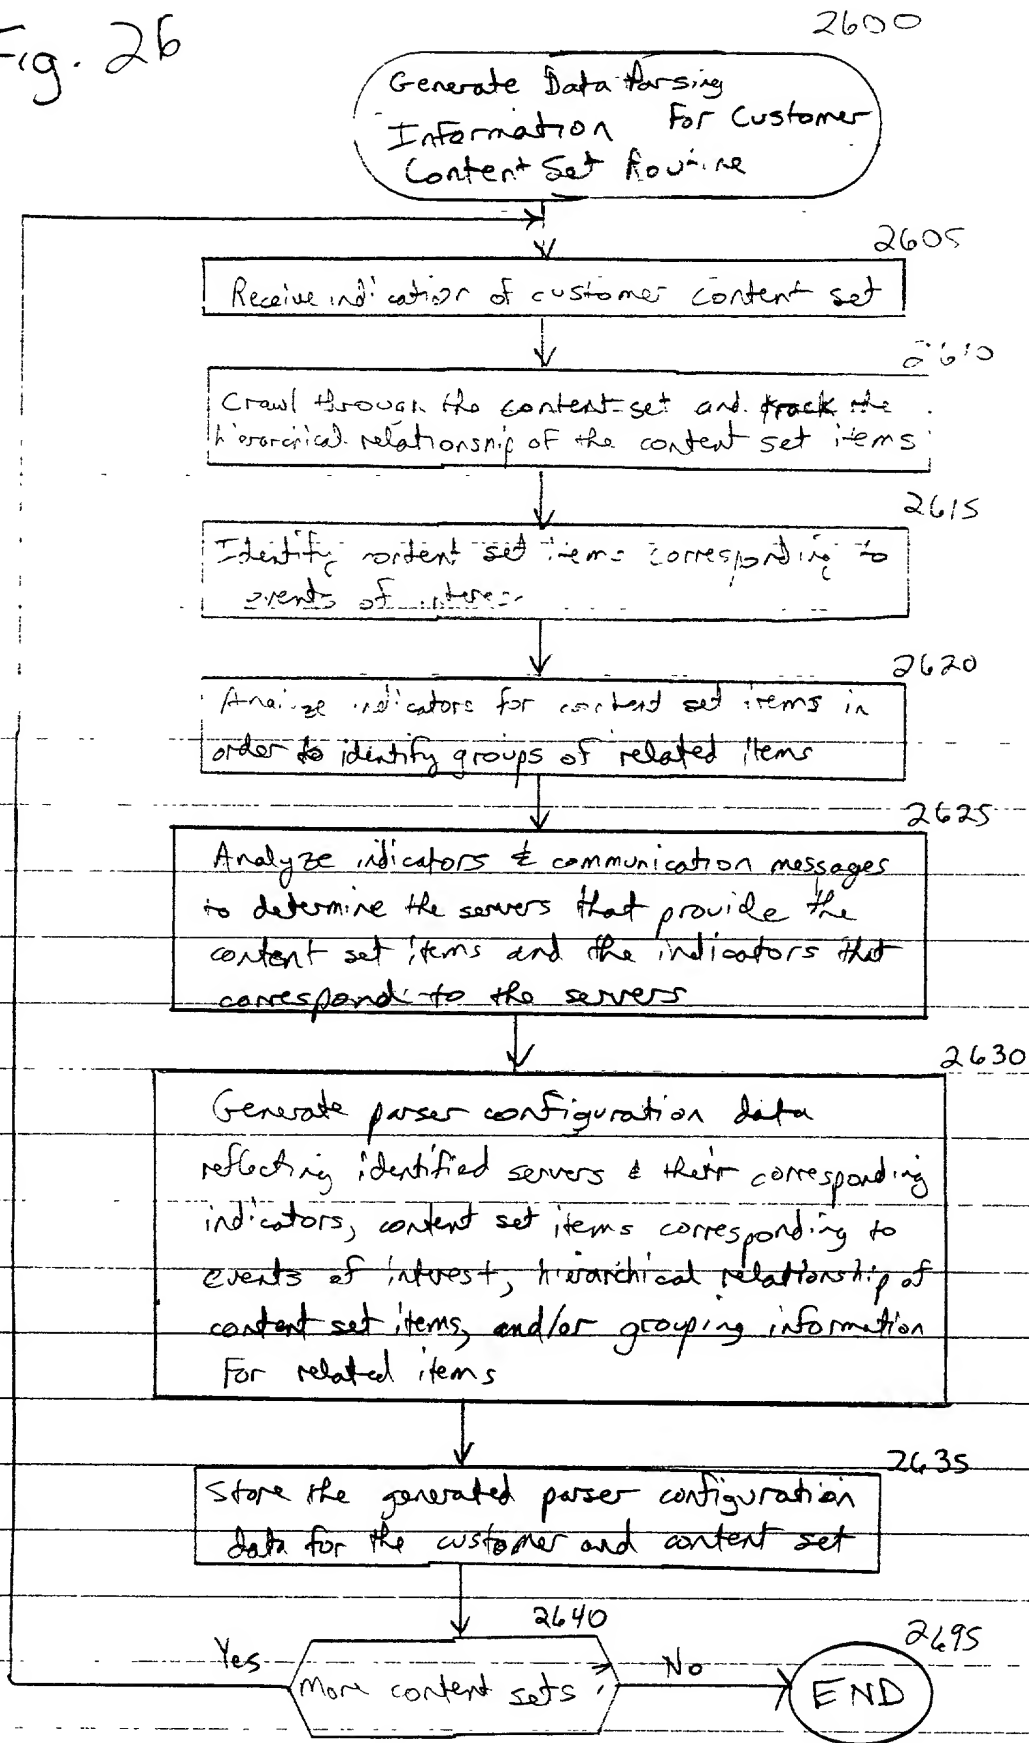 Fig. 26
2600
Generate Data Parsing
Information For Customer
Content Set Routine
2605
Receive indication of customer content set
2610
Crawl through the content set and track the
hierarchical relationship of the content set items
2615
Identify content set items corresponding to
events of interest
2620
Analyze indicators for content set items in
order to identify groups of related items
2625
Analyze indicators & communication messages
to determine the servers that provide the
content set items and the indicators that
correspond to the servers
2630
Generate parser configuration data
reflecting identified servers & their corresponding
indicators, content set items corresponding to
events of interest, hierarchical relationship of
content set items, and/or grouping information
For related items
2635
Store the generated parser configuration
data for the customer and content set
2640
2695
Yes
More content sets ?
No
END